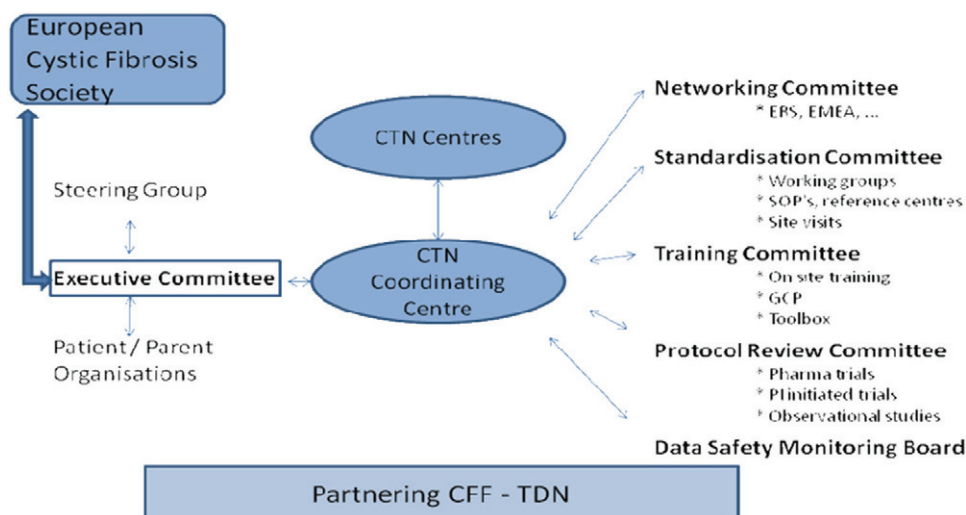 European
Cystic Fibrosis
Society
Steering Group
Executive Committee
Patient / Parent
Organisations
CTN Centres
CTN
Coordinating
Centre
Networking Committee
* ERS, EMEA, ...
Standardisation Committee
* Working groups
* SOP's, reference centres
* Site visits
Training Committee
* On site training
* GCP
* Toolbox
Protocol Review Committee
* Pharma trials
* PI initiated trials
* Observational studies
Data Safety Monitoring Board
Partnering CFF - TDN